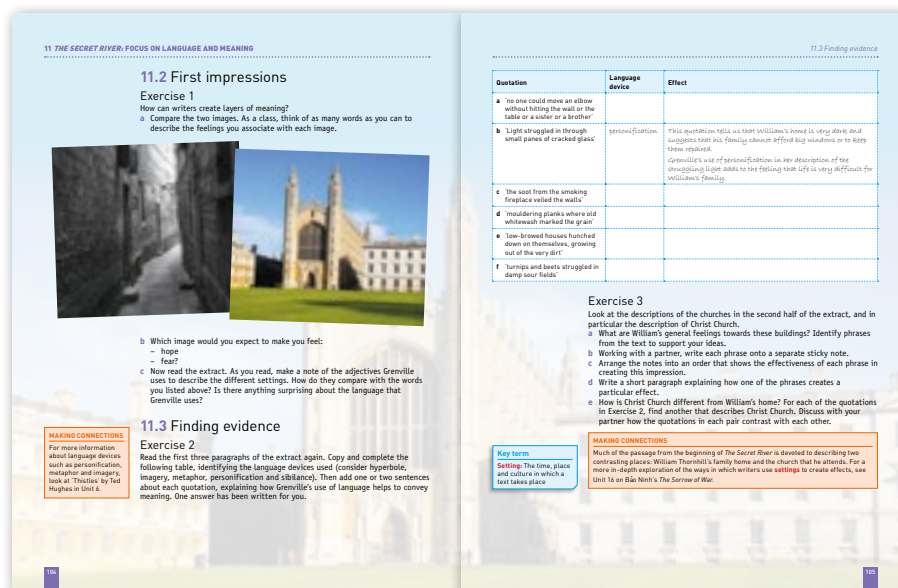 11 THE SECRET RIVER: FOCUS ON LANGUAGE AND MEANING
11.2 First impressions
Exercise 1
How can writers create layers of meaning?
a Compare the two images. As a class, think of as many words as you can to
describe the feelings you associate with each image.
b Which image would you expect to make you feel:
– hope
– fear?
c Now read the extract. As you read, make a note of the adjectives Grenville
uses to describe the different settings. How do they compare with the words
you listed above? Is there anything surprising about the language that
Grenville uses?
11.3 Finding evidence
Exercise 2
Read the first three paragraphs of the extract again. Copy and complete the
following table, identifying the language devices used (consider hyperbole,
imagery, metaphor, personification and sibilance). Then add one or two sentences
about each quotation, explaining how Grenville's use of language helps to convey
meaning. One answer has been written for you.
MAKING CONNECTIONS
For more information
about language devices
such as personification,
metaphor and imagery,
look at 'Thistles' by Ted
Hughes in Unit 6.
104
11.3 Finding evidence
Quotation
Language
device
Effect
a 'no one could move an elbow
without hitting the wall or the
table or a sister or a brother'
b 'Light struggled in through
small panes of cracked glass'
personification
This quotation tells us that William's home is very dark and
suggests that his family cannot afford big windows or to keep
them repaired.
Grenville's use of personification in her description of the
struggling light adds to the feeling that life is very difficult for
William's family.
c 'the soot from the smoking
fireplace veiled the walls'
d 'mouldering planks where old
whitewash marked the grain'
e 'low-browed houses hunched
down on themselves, growing
out of the very dirt'
f 'turnips and beets struggled in
damp sour fields'
Exercise 3
Look at the descriptions of the churches in the second half of the extract, and in
particular the description of Christ Church.
a What are William's general feelings towards these buildings? Identify phrases
from the text to support your ideas.
b Working with a partner, write each phrase onto a separate sticky note.
c Arrange the notes into an order that shows the effectiveness of each phrase in
creating this impression.
d Write a short paragraph explaining how one of the phrases creates a
particular effect.
e How is Christ Church different from William's home? For each of the quotations
in Exercise 2, find another that describes Christ Church. Discuss with your
partner how the quotations in each pair contrast with each other.
Key term
Setting: The time, place
and culture in which a
text takes place
MAKING CONNECTIONS
Much of the passage from the beginning of The Secret River is devoted to describing two
contrasting places: William Thornhill's family home and the church that he attends. For a
more in-depth exploration of the ways in which writers use settings to create effects, see
Unit 16 on Bảo Ninh's The Sorrow of War.
105